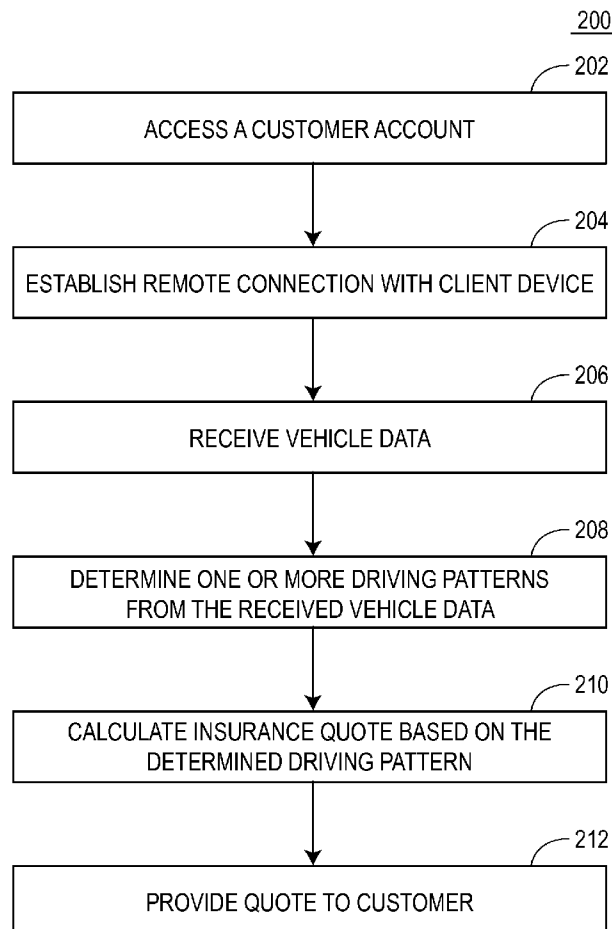 200
202
ACCESS A CUSTOMER ACCOUNT
204
ESTABLISH REMOTE CONNECTION WITH CLIENT DEVICE
206
RECEIVE VEHICLE DATA
208
DETERMINE ONE OR MORE DRIVING PATTERNS
FROM THE RECEIVED VEHICLE DATA
210
CALCULATE INSURANCE QUOTE BASED ON THE
DETERMINED DRIVING PATTERN
212
PROVIDE QUOTE TO CUSTOMER